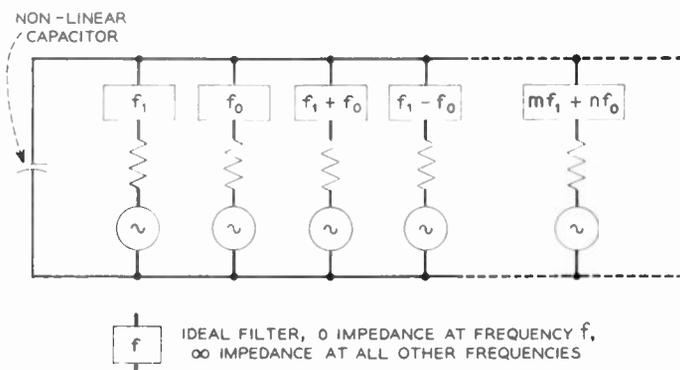 NON-LINEAR
CAPACITOR
f₁
f₀
f₁ + f₀
f₁ - f₀
mf₁ + nf₀
~ ~ ~ ~ ~
f
IDEAL FILTER, 0 IMPEDANCE AT FREQUENCY f,
∞ IMPEDANCE AT ALL OTHER FREQUENCIES